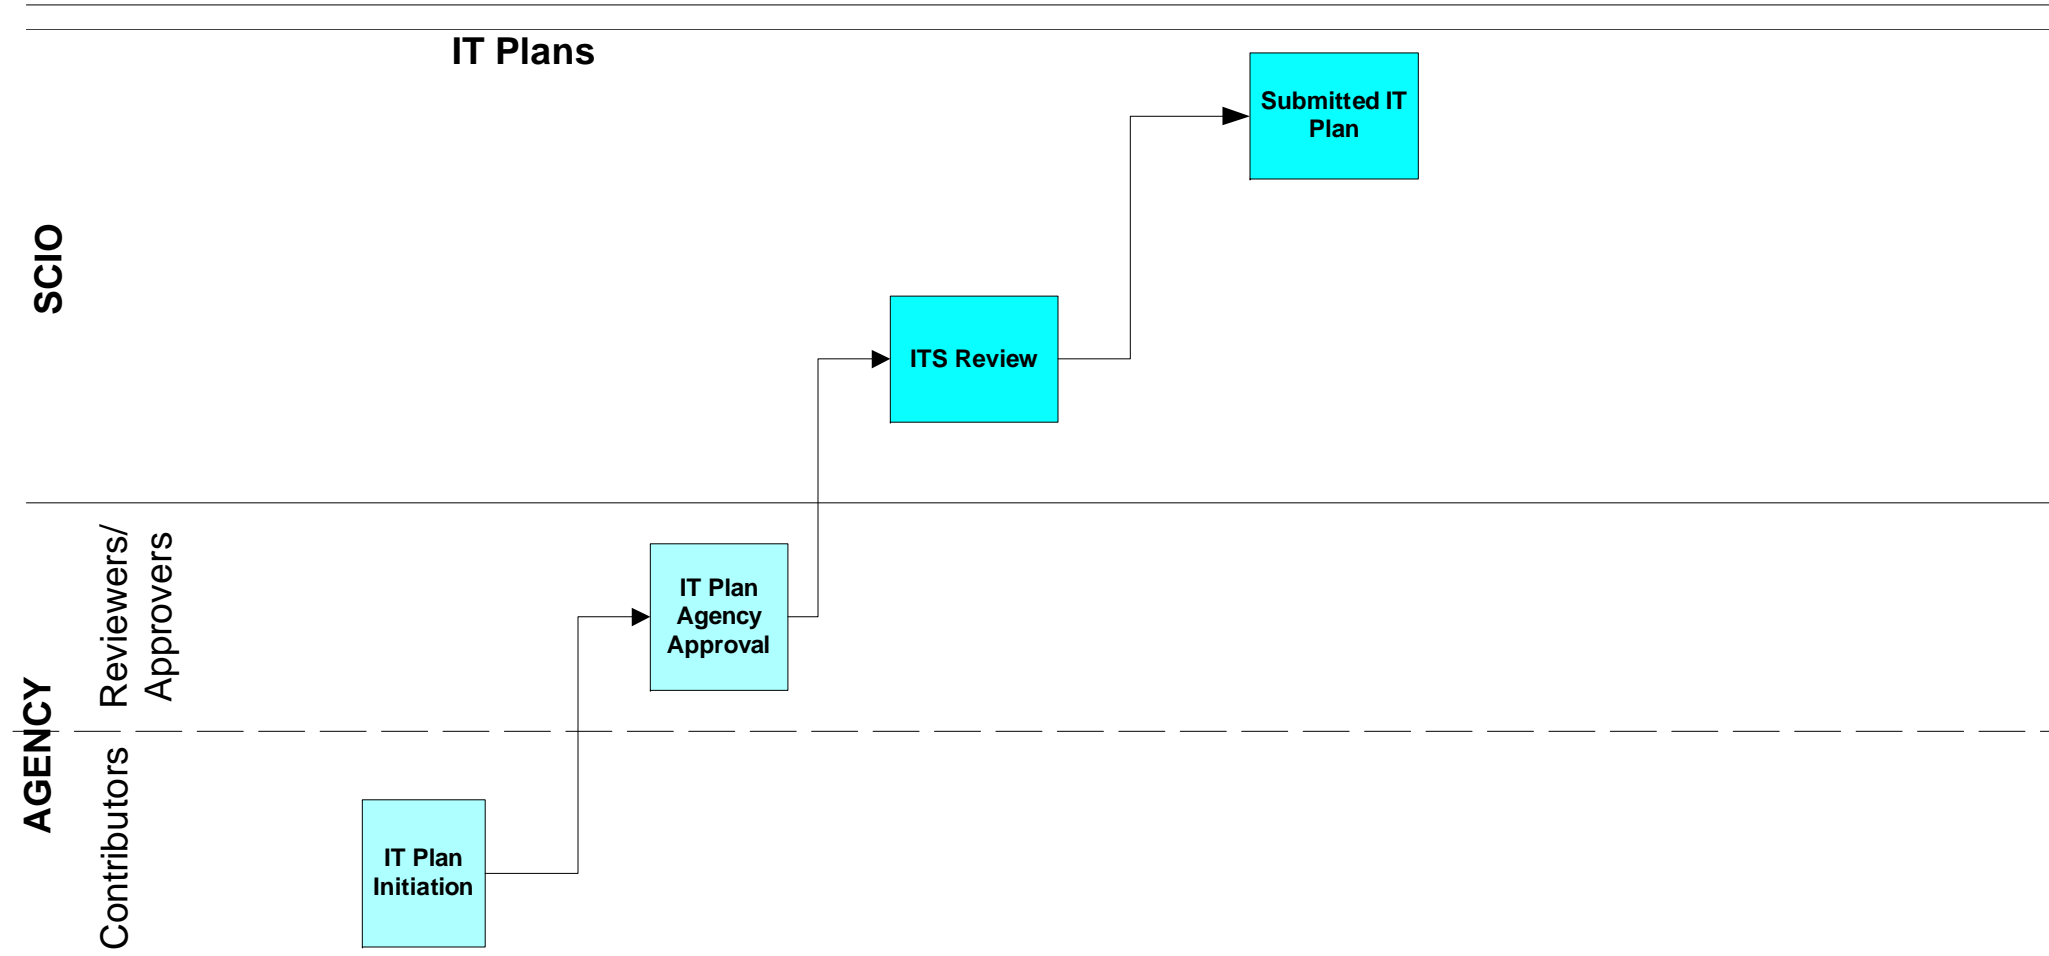 IT Plans
Submitted IT
Plan
SCIO
ITS Review
Reviewers/
Approvers
IT Plan
Agency
Approval
AGENCY
Contributors
IT Plan
Initiation